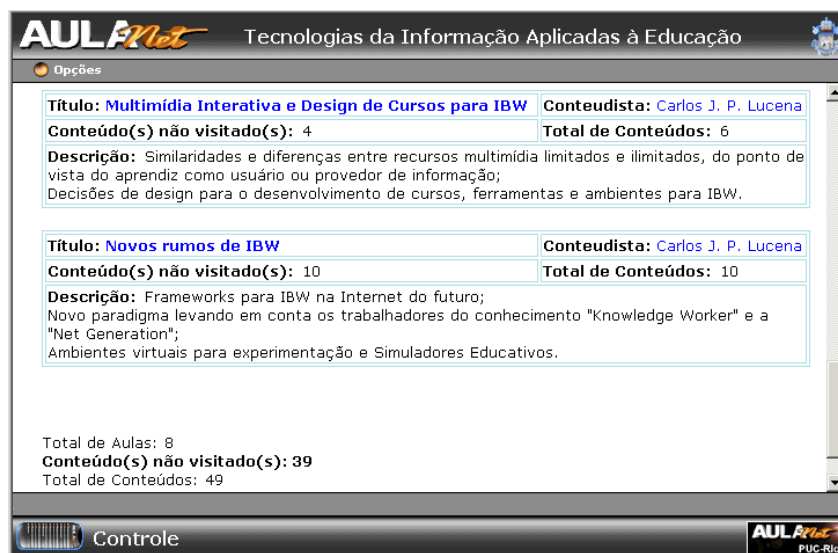 AULANet Tecnologias da Informação Aplicadas à Educação
Opções
Título: Multimídia Interativa e Design de Cursos para IBW Conteudista: Carlos J. P. Lucena
Conteúdo(s) não visitado(s): 4 Total de Conteúdos: 6
Descrição: Similaridades e diferenças entre recursos multimídia limitados e ilimitados, do ponto de
vista do aprendiz como usuário ou provedor de informação;
Decisões de design para o desenvolvimento de cursos, ferramentas e ambientes para IBW.
Título: Novos rumos de IBW Conteudista: Carlos J. P. Lucena
Conteúdo(s) não visitado(s): 10 Total de Conteúdos: 10
Descrição: Frameworks para IBW na Internet do futuro;
Novo paradigma levando em conta os trabalhadores do conhecimento "Knowledge Worker" e a
"Net Generation";
Ambientes virtuais para experimentação e Simuladores Educativos.
Total de Aulas: 8
Conteúdo(s) não visitado(s): 39
Total de Conteúdos: 49
Controle
AULANet
PUC-Rio